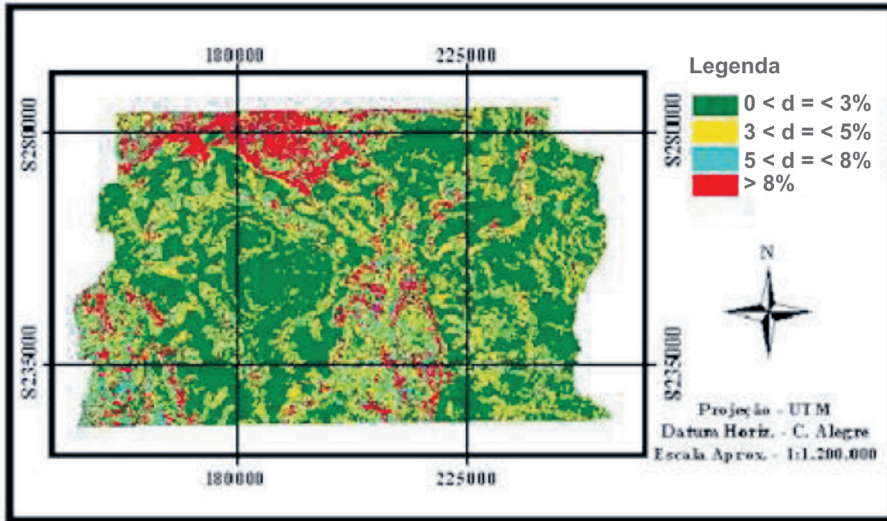 180000
225000
8280000
8280000
8235000
8235000
180000
225000
Legenda
0 < d = < 3%
3 < d = < 5%
5 < d = < 8%
> 8%
N
Projeção - UTM
Datum Horiz. - C. Alegre
Escala Aprox. - 1:1.200.000